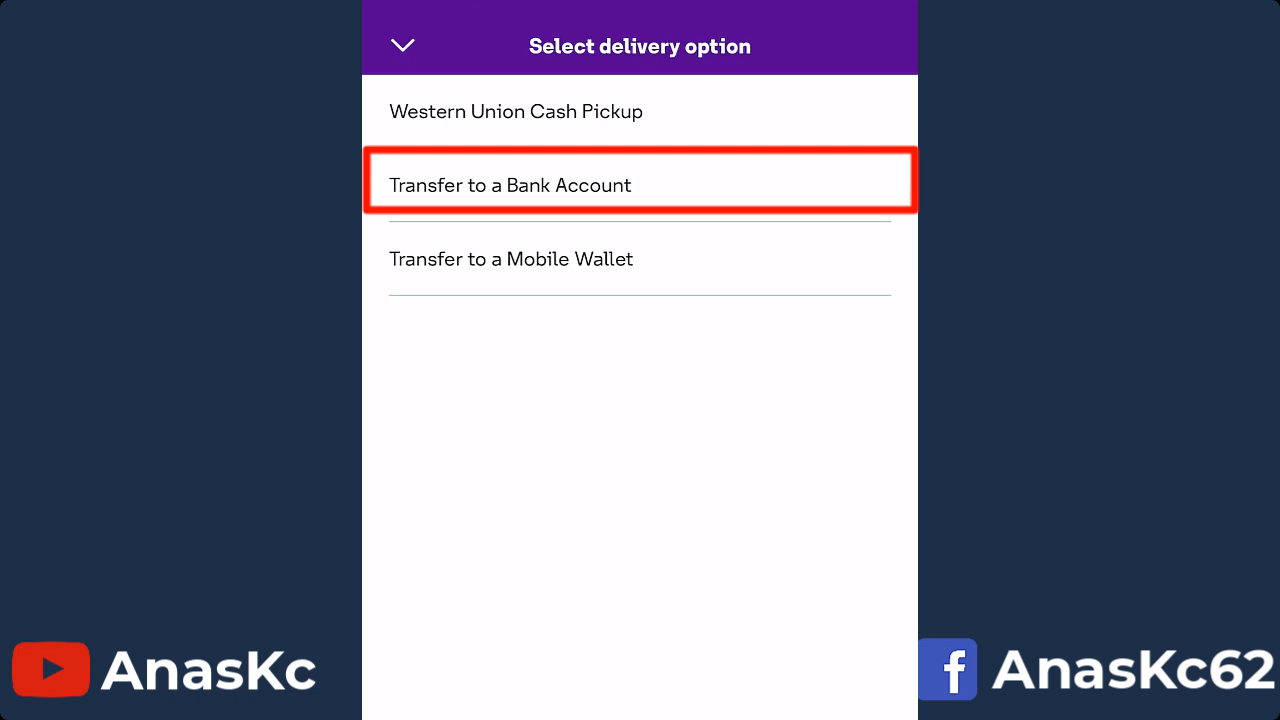 Select delivery option
Western Union Cash Pickup
Transfer to a Bank Account
Transfer to a Mobile Wallet
AnasKc
AnasKc62